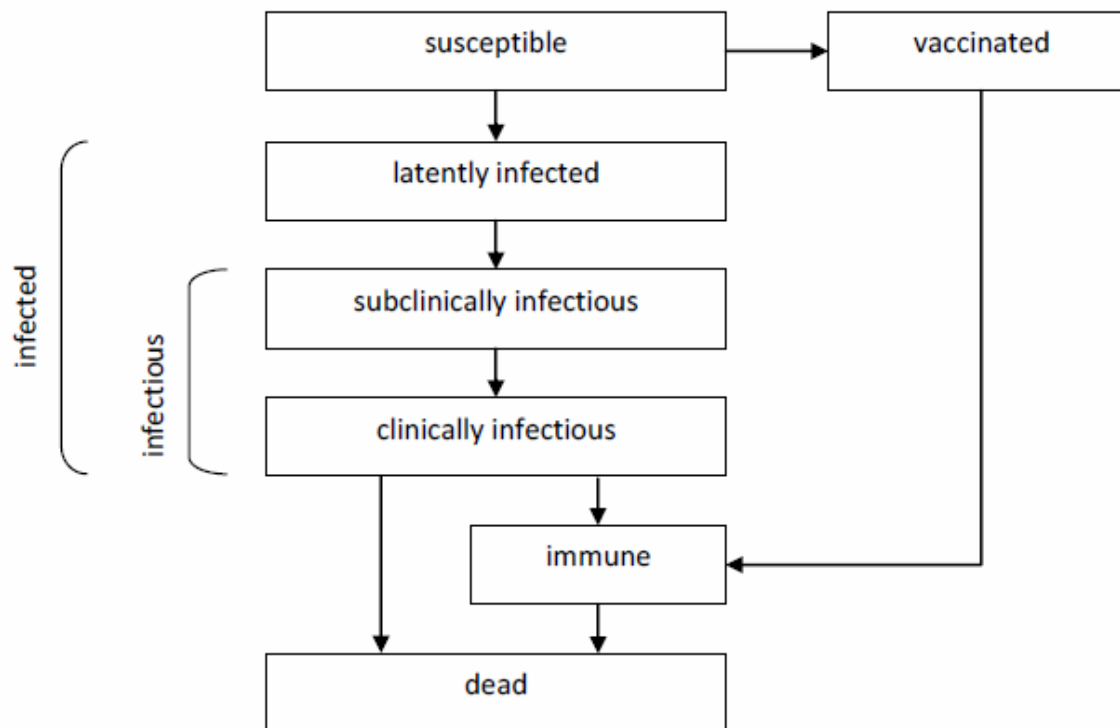 susceptible
vaccinated
latently infected
subclinically infectious
clinically infectious
immune
dead
infected
infectious